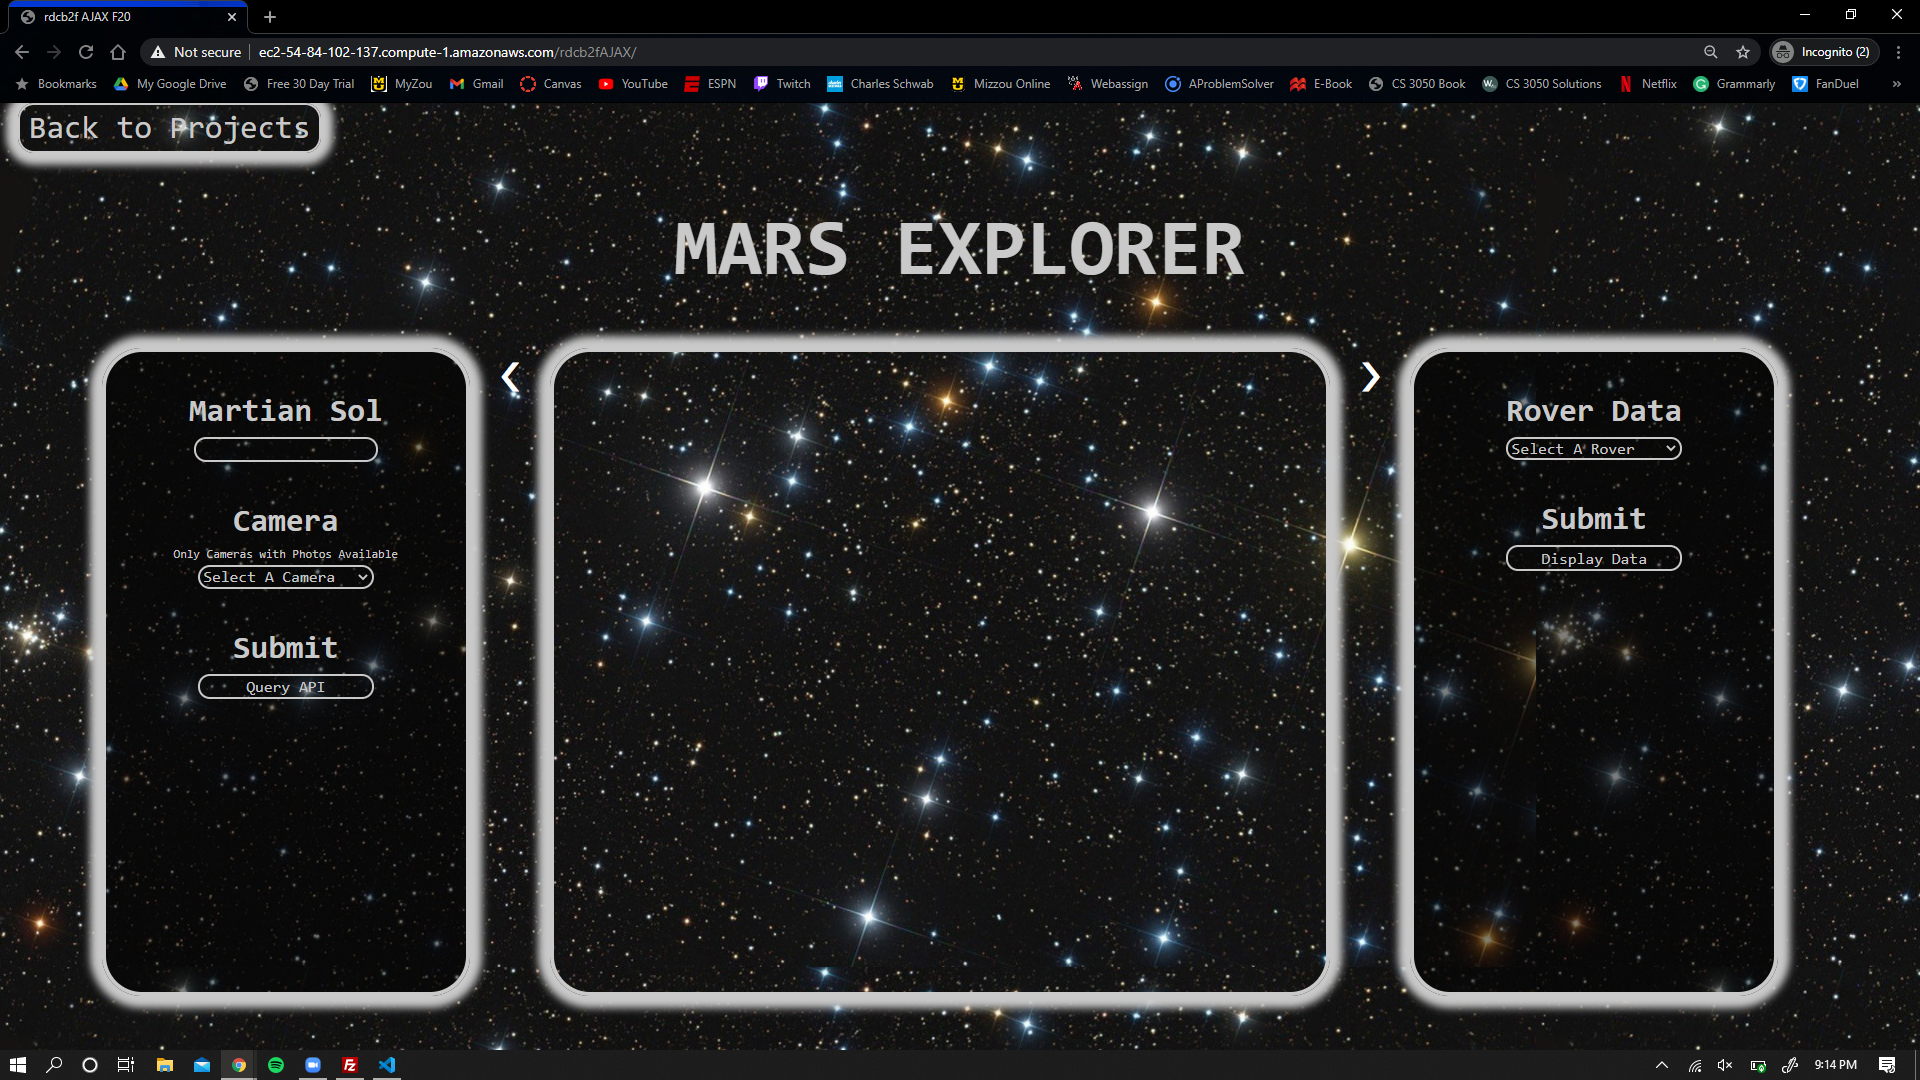 rdcb2f AJAX F20
Not secure ec2-54-84-102-137.compute-1.amazonaws.com/rdcb2fAJAX/ Incognito (2)
Bookmarks My Google Drive Free 30 Day Trial MyZou Gmail Canvas YouTube ESPN Twitch Charles Schwab Mizzou Online Webassign AProblemSolver E-Book CS 3050 Book CS 3050 Solutions Netflix Grammarly FanDuel »
Back to Projects
MARS EXPLORER
Martian Sol
Camera
Only Cameras with Photos Available
Select A Camera
Submit
Query API
❮ ❯
Rover Data
Select A Rover
Submit
Display Data
9:14 PM